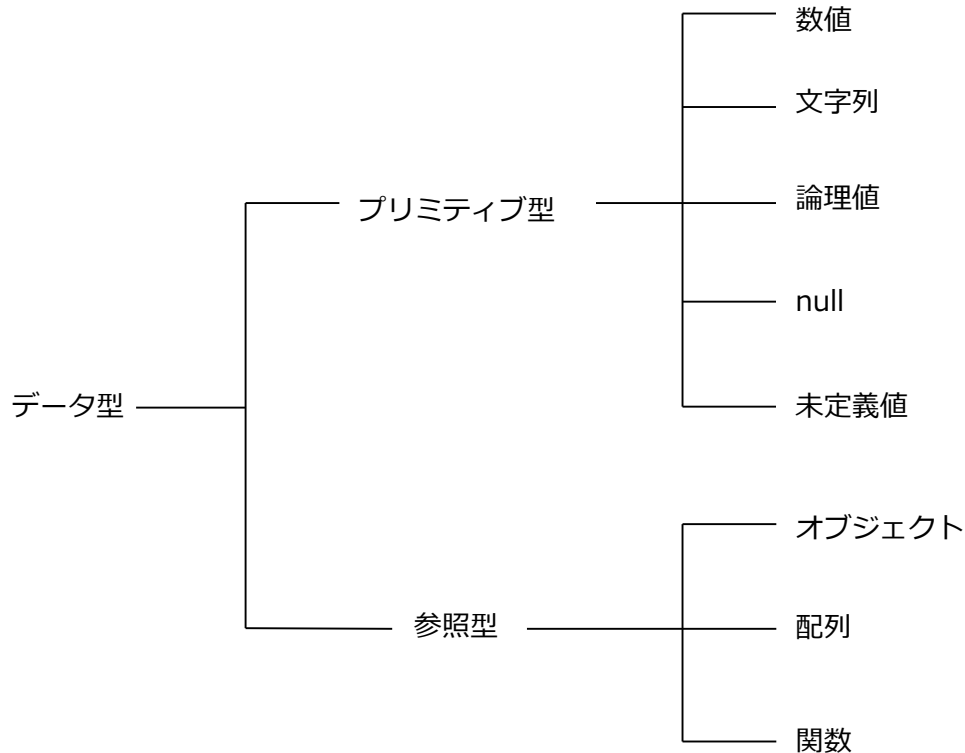 データ型
プリミティブ型
数値
文字列
論理値
null
未定義値
参照型
オブジェクト
配列
関数